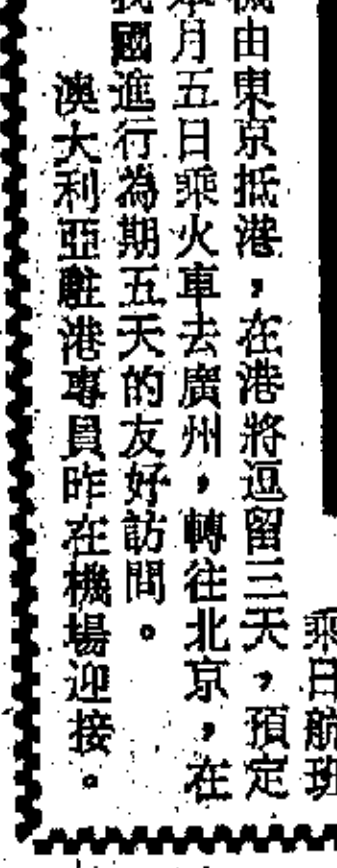 乘日航班
機由東京抵港，在港將逗留三天，預定
本月五日乘火車去廣州，轉往北京，在
我國進行為期五天的友好訪問。
澳大利亞駐港專員昨在機場迎接。